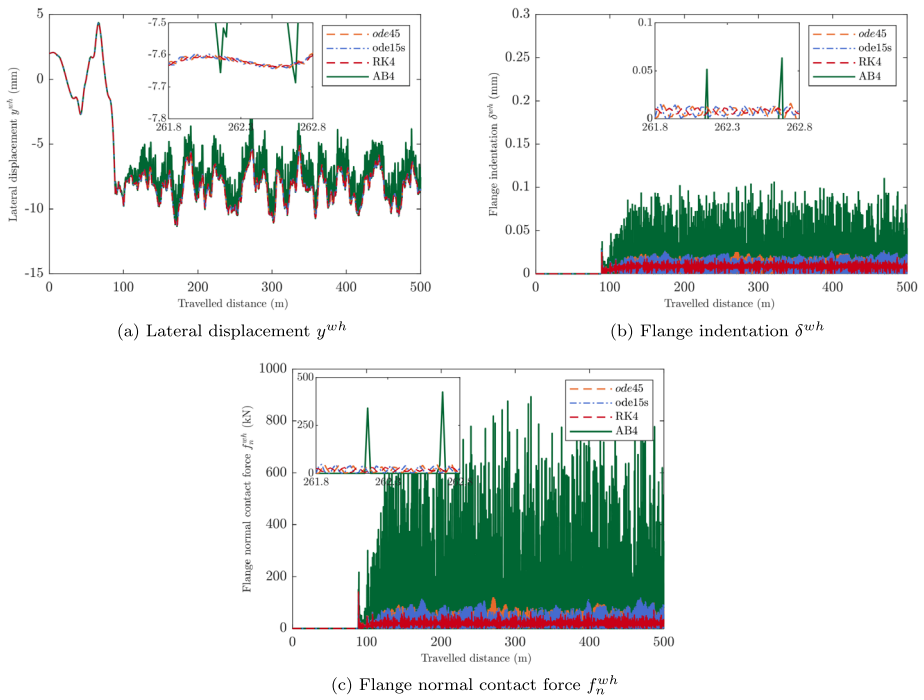 5
0
-5
-10
-15
Lateral displacement y^{wh} (mm)
0 100 200 300 400 500
Travelled distance (m)
-7.5
-7.6
-7.7
-7.8
261.8 262.3 262.8
ode45
ode15s
RK4
AB4
(a) Lateral displacement y^{wh}
0.3
0.25
0.2
0.15
0.1
0.05
0
Flange indentation δ^{wh} (mm)
0 100 200 300 400 500
Travelled distance (m)
0.1
0.05
0
261.8 262.3 262.8
ode45
ode15s
RK4
AB4
(b) Flange indentation δ^{wh}
1000
800
600
400
200
0
Flange normal contact force f_n^{wh} (kN)
0 100 200 300 400 500
Travelled distance (m)
500
250
0
261.8
ode45
ode15s
RK4
AB4
(c) Flange normal contact force f_n^{wh}